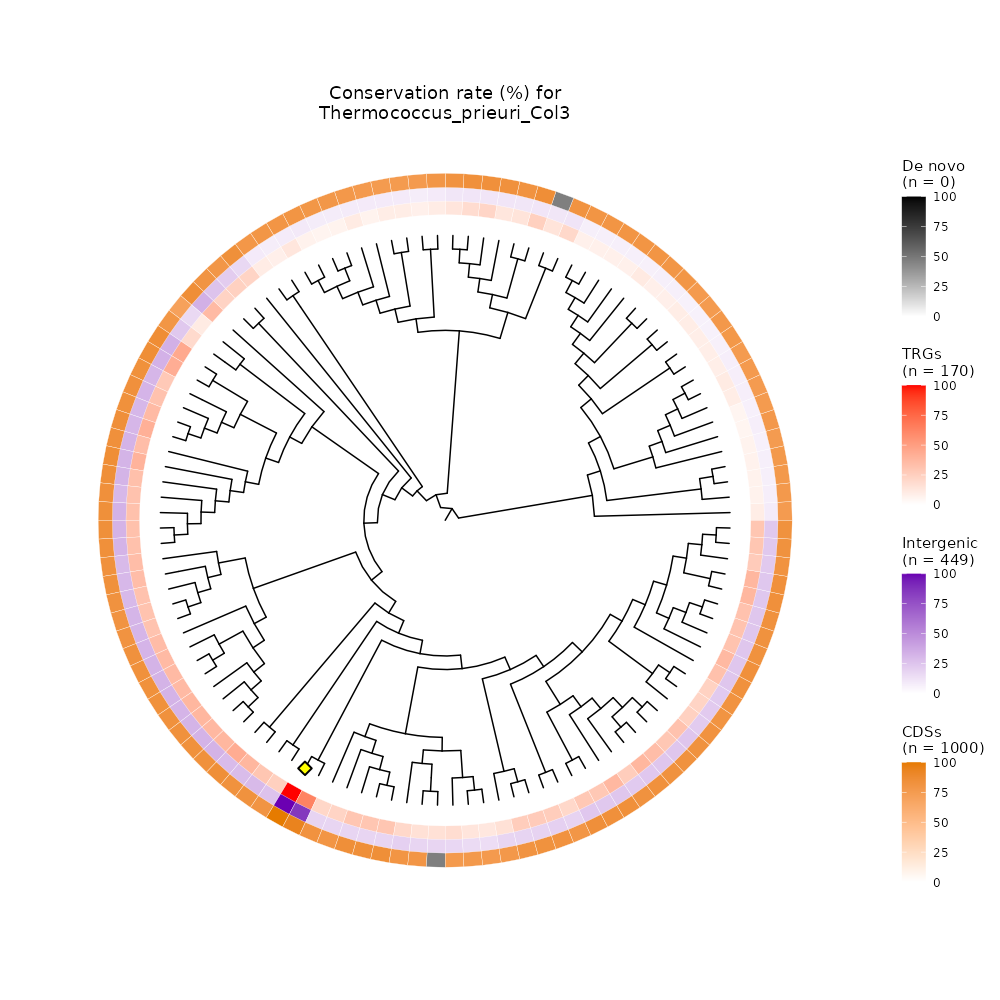 Conservation rate (%) for
Thermococcus_prieuri_Col3
De novo
(n = 0)
100
75
50
25
0
TRGs
(n = 170)
100
75
50
25
0
Intergenic
(n = 449)
100
75
50
25
0
CDSs
(n = 1000)
100
75
50
25
0